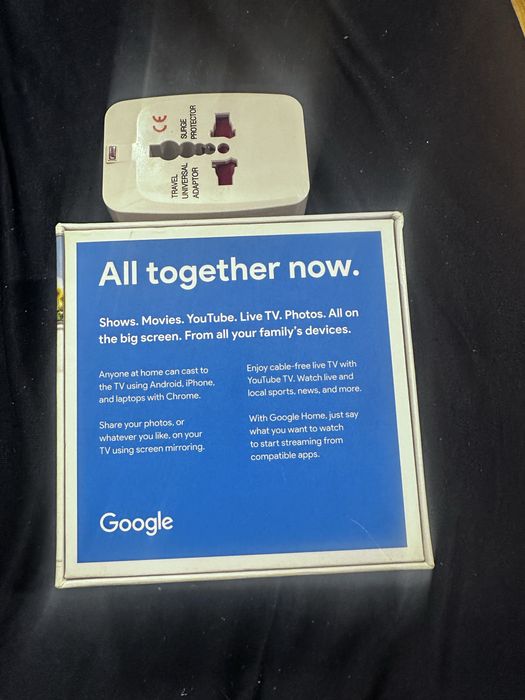 CE
SURGE
PROTECTOR
TRAVEL
UNIVERSAL
ADAPTOR
All together now.
Shows. Movies. YouTube. Live TV. Photos. All on
the big screen. From all your family's devices.
Anyone at home can cast to
the TV using Android, iPhone,
and laptops with Chrome.
Share your photos, or
whatever you like, on your
TV using screen mirroring.
Enjoy cable-free live TV with
YouTube TV. Watch live and
local sports, news, and more.
With Google Home, just say
what you want to watch
to start streaming from
compatible apps.
Google